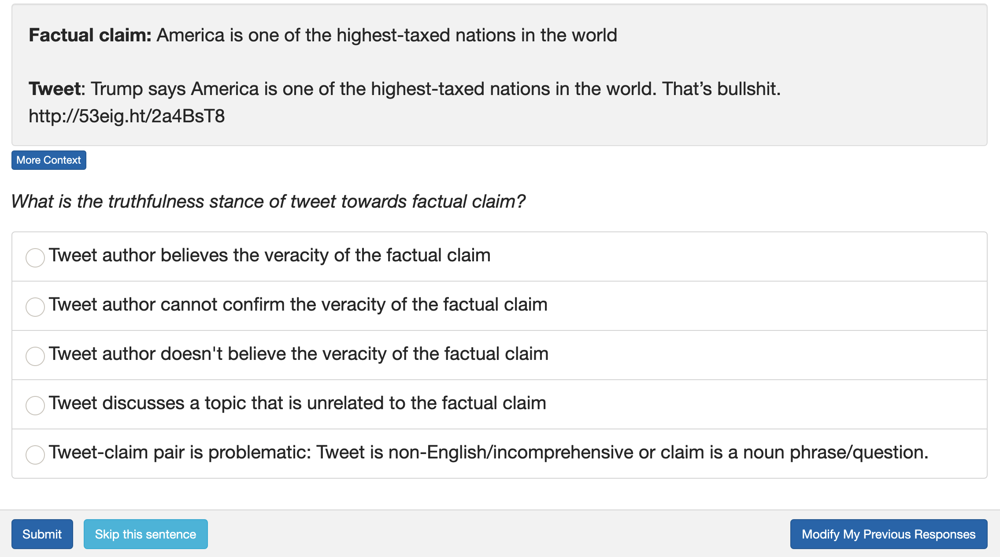 Factual claim: America is one of the highest-taxed nations in the world
Tweet: Trump says America is one of the highest-taxed nations in the world. That’s bullshit.
http://53eig.ht/2a4BsT8
More Context
What is the truthfulness stance of tweet towards factual claim?
Tweet author believes the veracity of the factual claim
Tweet author cannot confirm the veracity of the factual claim
Tweet author doesn't believe the veracity of the factual claim
Tweet discusses a topic that is unrelated to the factual claim
Tweet-claim pair is problematic: Tweet is non-English/incomprehensive or claim is a noun phrase/question.
Submit
Skip this sentence
Modify My Previous Responses